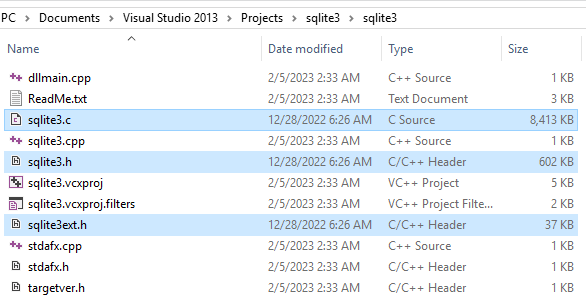 PC > Documents > Visual Studio 2013 > Projects > sqlite3 > sqlite3
Name Date modified Type Size
dllmain.cpp 2/5/2023 2:33 AM C++ Source 1 KB
ReadMe.txt 2/5/2023 2:33 AM Text Document 3 KB
sqlite3.c 12/28/2022 6:26 AM C Source 8,413 KB
sqlite3.cpp 2/5/2023 2:33 AM C++ Source 1 KB
sqlite3.h 12/28/2022 6:26 AM C/C++ Header 602 KB
sqlite3.vcxproj 2/5/2023 2:33 AM VC++ Project 5 KB
sqlite3.vcxproj.filters 2/5/2023 2:33 AM VC++ Project Filte... 2 KB
sqlite3ext.h 12/28/2022 6:26 AM C/C++ Header 37 KB
stdafx.cpp 2/5/2023 2:33 AM C++ Source 1 KB
stdafx.h 2/5/2023 2:33 AM C/C++ Header 1 KB
targetver.h 2/5/2023 2:33 AM C/C++ Header 1 KB